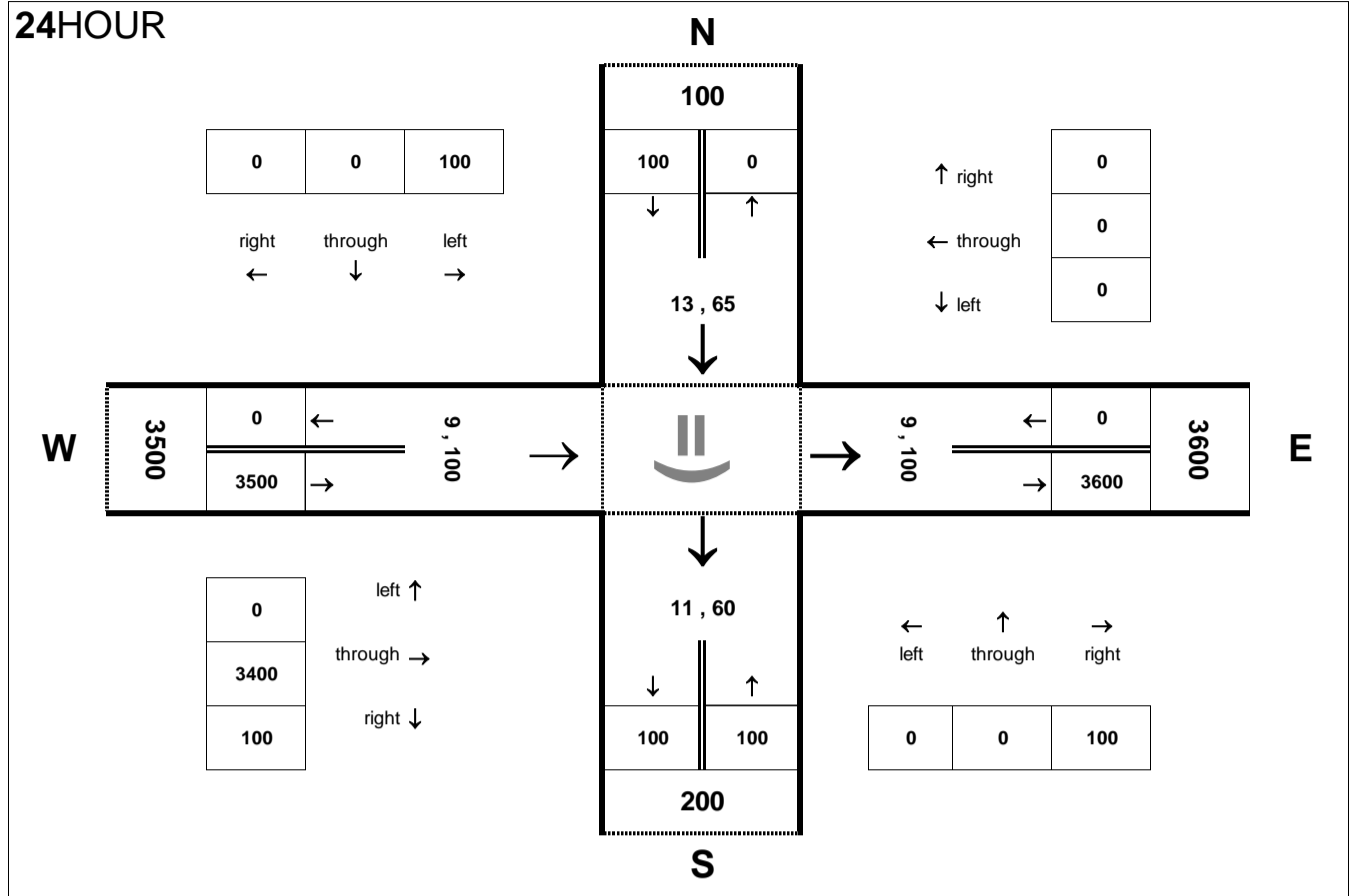 24HOUR
N
100
0 0 100
100 0
0
↑ right
right through left
← ↓ →
↓ ↑
0
← through
0
↓ left
13 , 65
↓
W
3500
0 ←
3500 →
9 , 100
→
=)
→
9 , 100
← 0
→ 3600
3600
E
↓
11 , 60
0
left ↑
3400
through →
100
right ↓
← ↑ →
left through right
↓ ↑
100 100
0 0 100
200
S